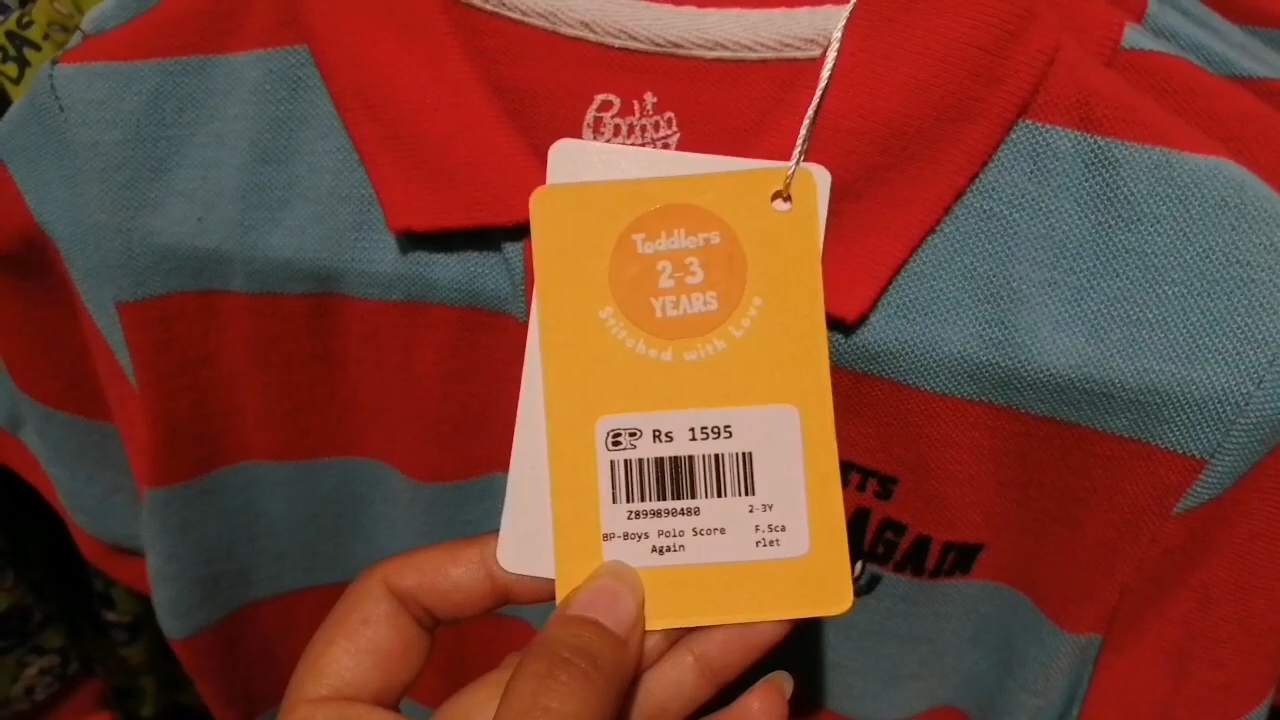 Toddlers
2-3
YEARS
Stitched with Love
BP Rs 1595
Z899890480
2-3Y
BP-Boys Polo Score
Again
F.Sca
rlet
AGAIN